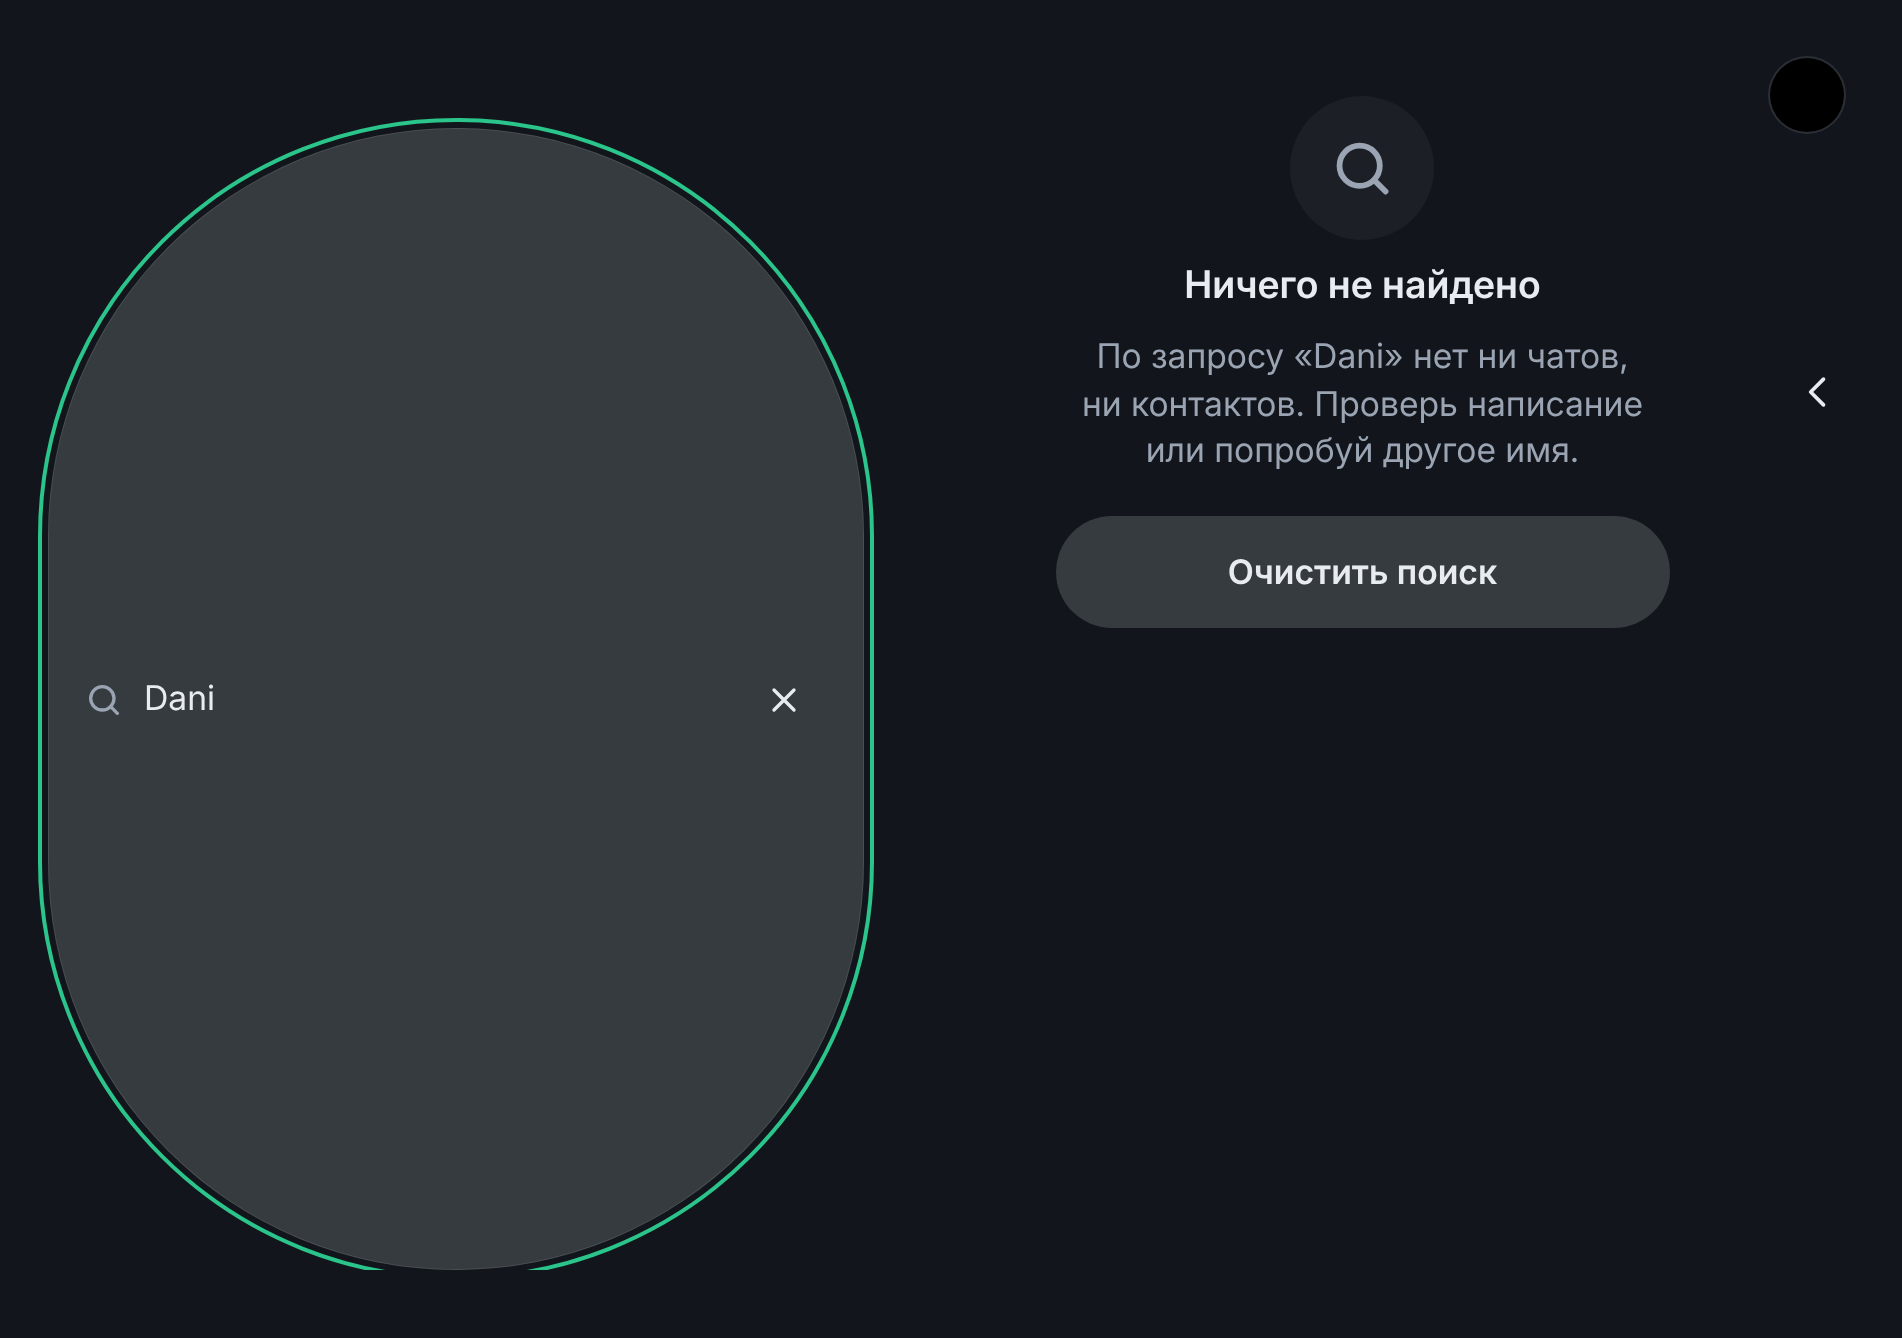 Dani
Ничего не найдено
По запросу «Dani» нет ни чатов,
ни контактов. Проверь написание
или попробуй другое имя.
Очистить поиск